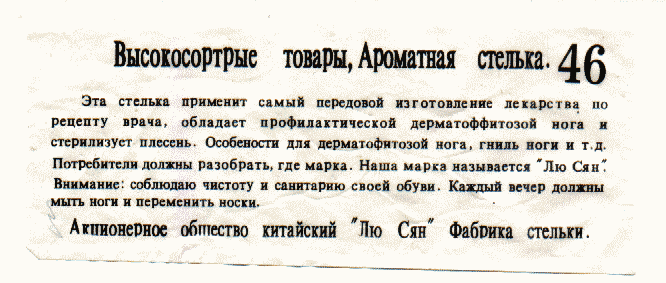 Высокосортрые товары, Ароматная стелька. 46
Эта стелька применит самый передовой изготовление лекарства по
рецепту врача, обладает профилактической дерматоффитозой нога и
стерилизует плесень. Особености для дерматофитозой нога, гниль ноги и т.д.
Потребители должны разобрать, где марка. Наша марка называется "Лю Сян".
Внимание: соблюдаю чистоту и санитарию своей обуви. Каждый вечер должны
мыть ноги и переменить носки.
Акционерное общество китайский "Лю Сян" Фабрика стельки.